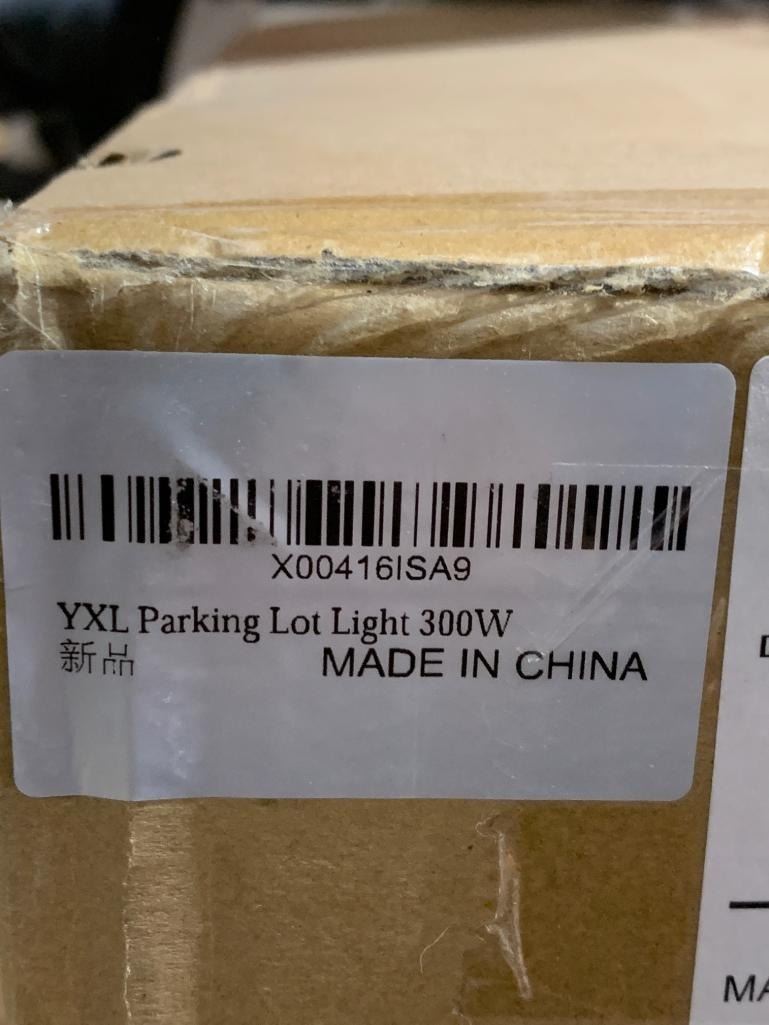 X00416ISA9
YXL Parking Lot Light 300W
新品 MADE IN CHINA